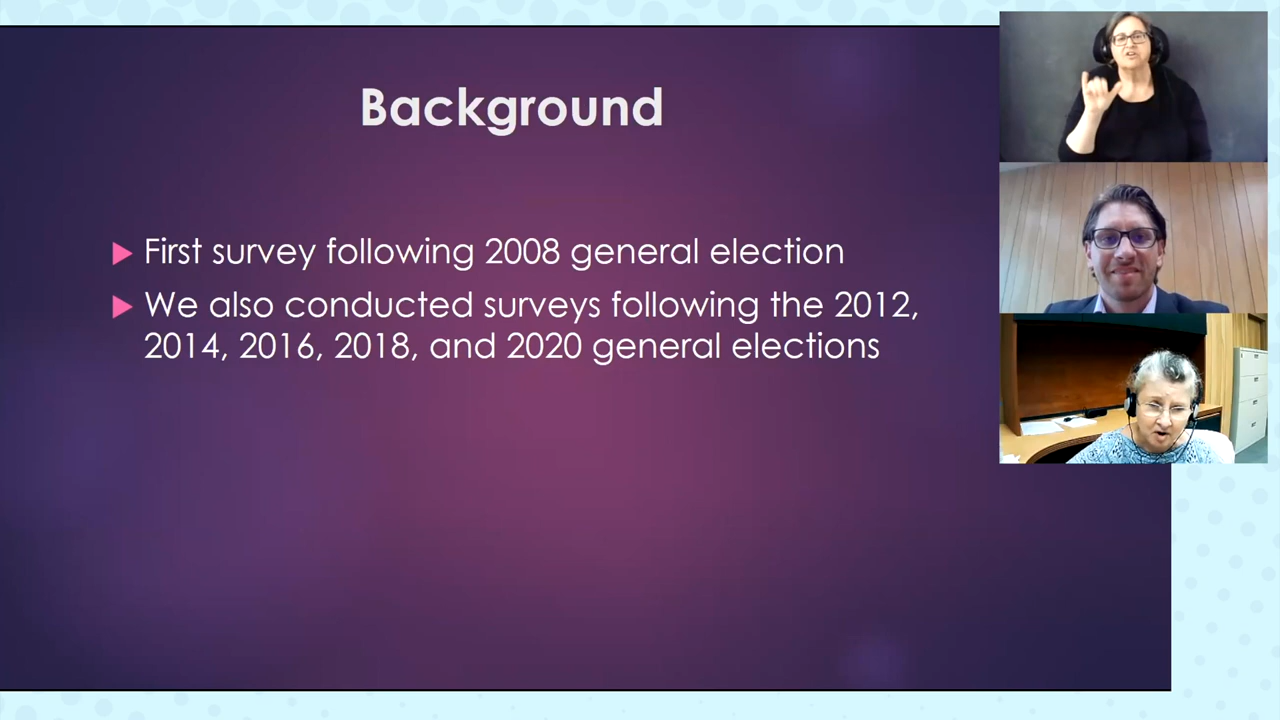 Background
First survey following 2008 general election
We also conducted surveys following the 2012,
2014, 2016, 2018, and 2020 general elections